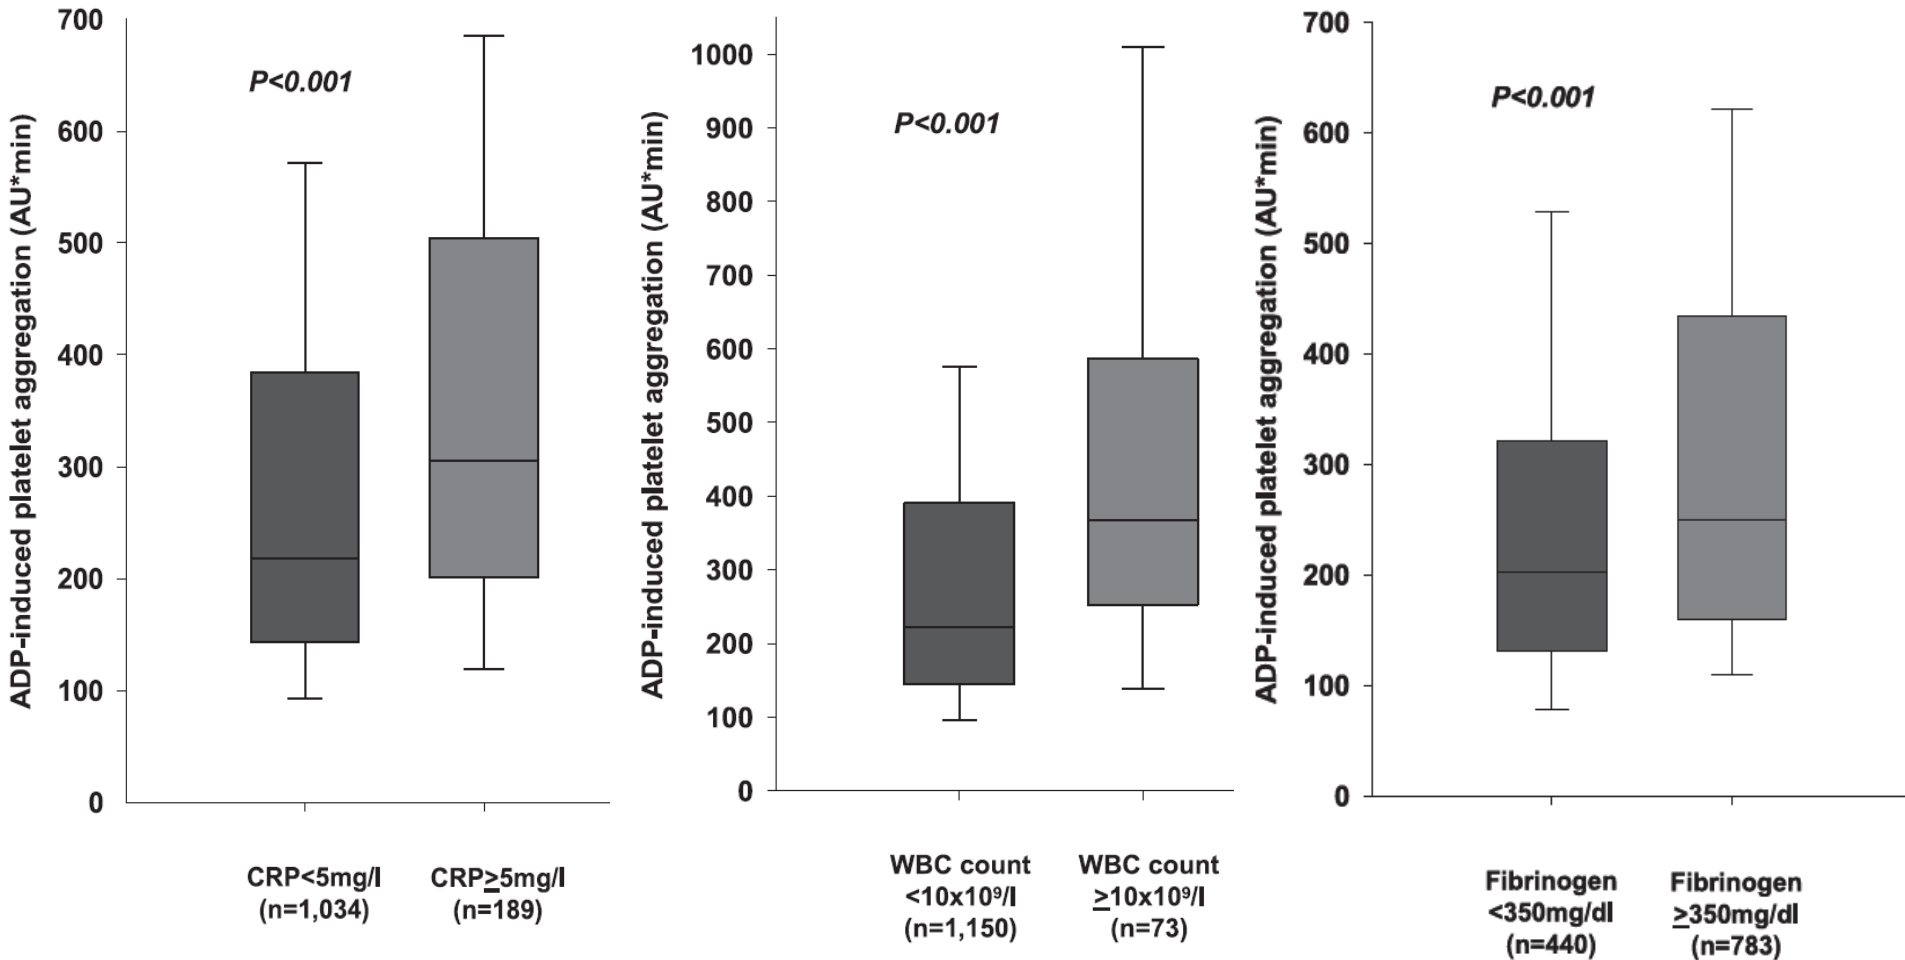 ADP-induced platelet aggregation (AU*min)
700
600
500
400
300
200
100
0
P<0.001
CRP<5mg/l
(n=1,034)
CRP≥5mg/l
(n=189)
ADP-induced platelet aggregation (AU*min)
1000
900
800
700
600
500
400
300
200
100
0
P<0.001
WBC count
<10x10⁹/l
(n=1,150)
WBC count
≥10x10⁹/l
(n=73)
ADP-induced platelet aggregation (AU*min)
700
600
500
400
300
200
100
0
P<0.001
Fibrinogen
<350mg/dl
(n=440)
Fibrinogen
≥350mg/dl
(n=783)